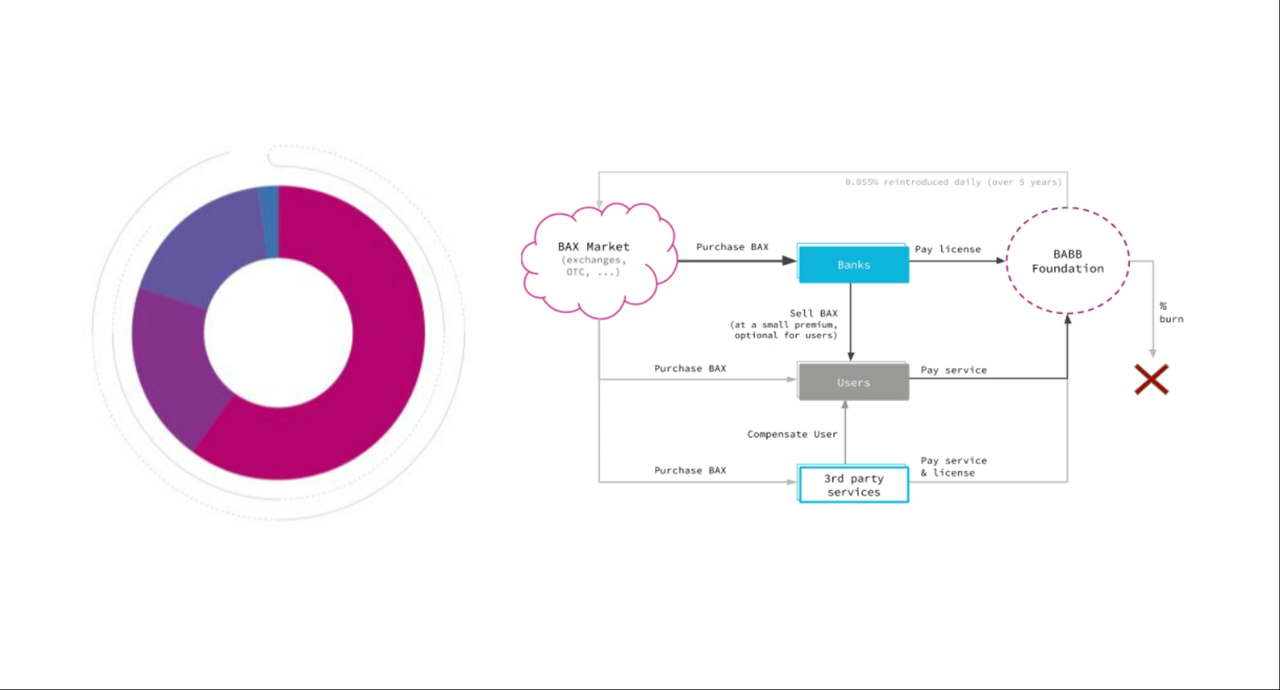 0.055% reintroduced daily (over 5 years)
BAX Market
(exchanges,
OTC, ...)
Purchase BAX
Banks
Pay license
BABB
Foundation
%
burn
Sell BAX
(at a small premium,
optional for users)
Purchase BAX
Users
Pay service
Compensate User
Purchase BAX
3rd party
services
Pay service
& license